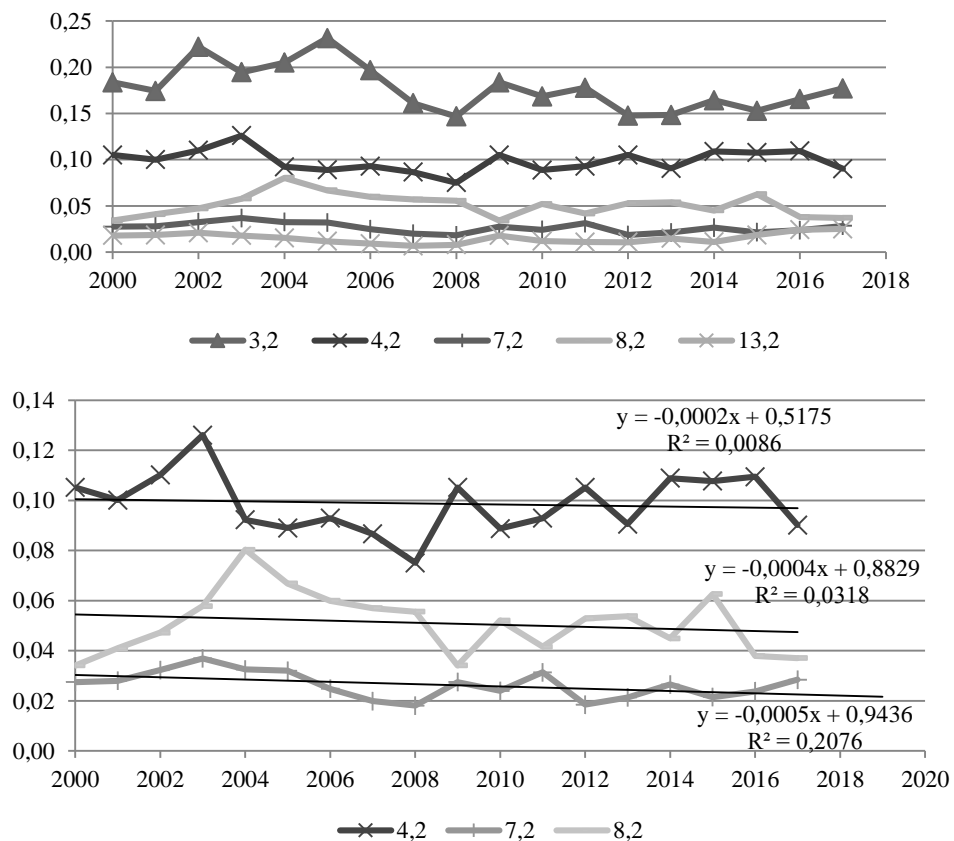 0,25
0,20
0,15
0,10
0,05
0,00
2000 2002 2004 2006 2008 2010 2012 2014 2016 2018
3,2 4,2 7,2 8,2 13,2
0,14
y = -0,0002x + 0,5175
0,12
R² = 0,0086
0,10
0,08
y = -0,0004x + 0,8829
0,06
R² = 0,0318
0,04
0,02
y = -0,0005x + 0,9436
R² = 0,2076
0,00
2000 2002 2004 2006 2008 2010 2012 2014 2016 2018 2020
4,2 7,2 8,2